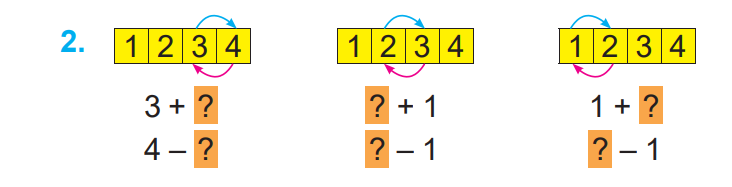 2. 1 2 3 4 1 2 3 4 1 2 3 4
3 + ? ? + 1 1 + ?
4 – ? ? – 1 ? – 1